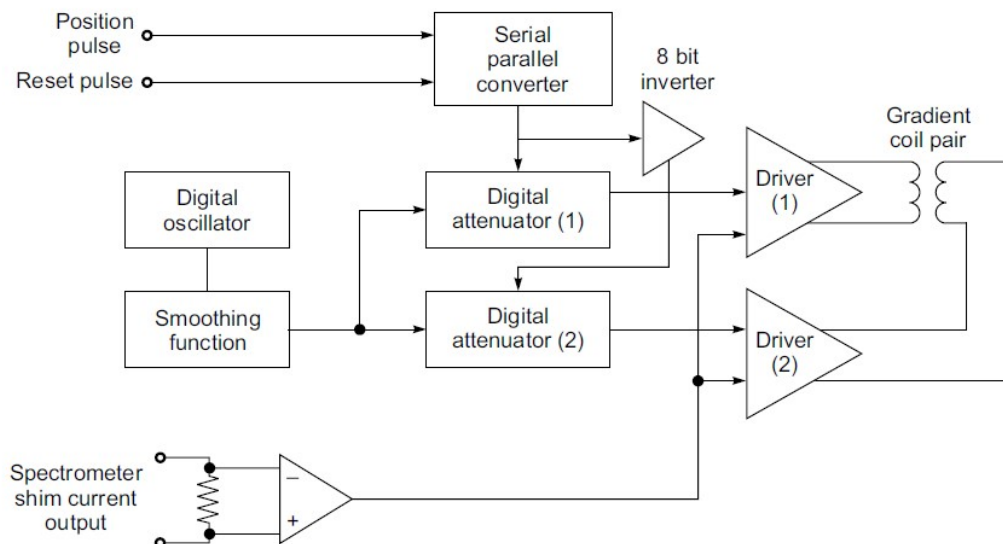 Position
pulse
Reset pulse
Serial
parallel
converter
8 bit
inverter
Gradient
coil pair
Digital
oscillator
Digital
attenuator (1)
Driver
(1)
Smoothing
function
Digital
attenuator (2)
Driver
(2)
Spectrometer
shim current
output
–
+